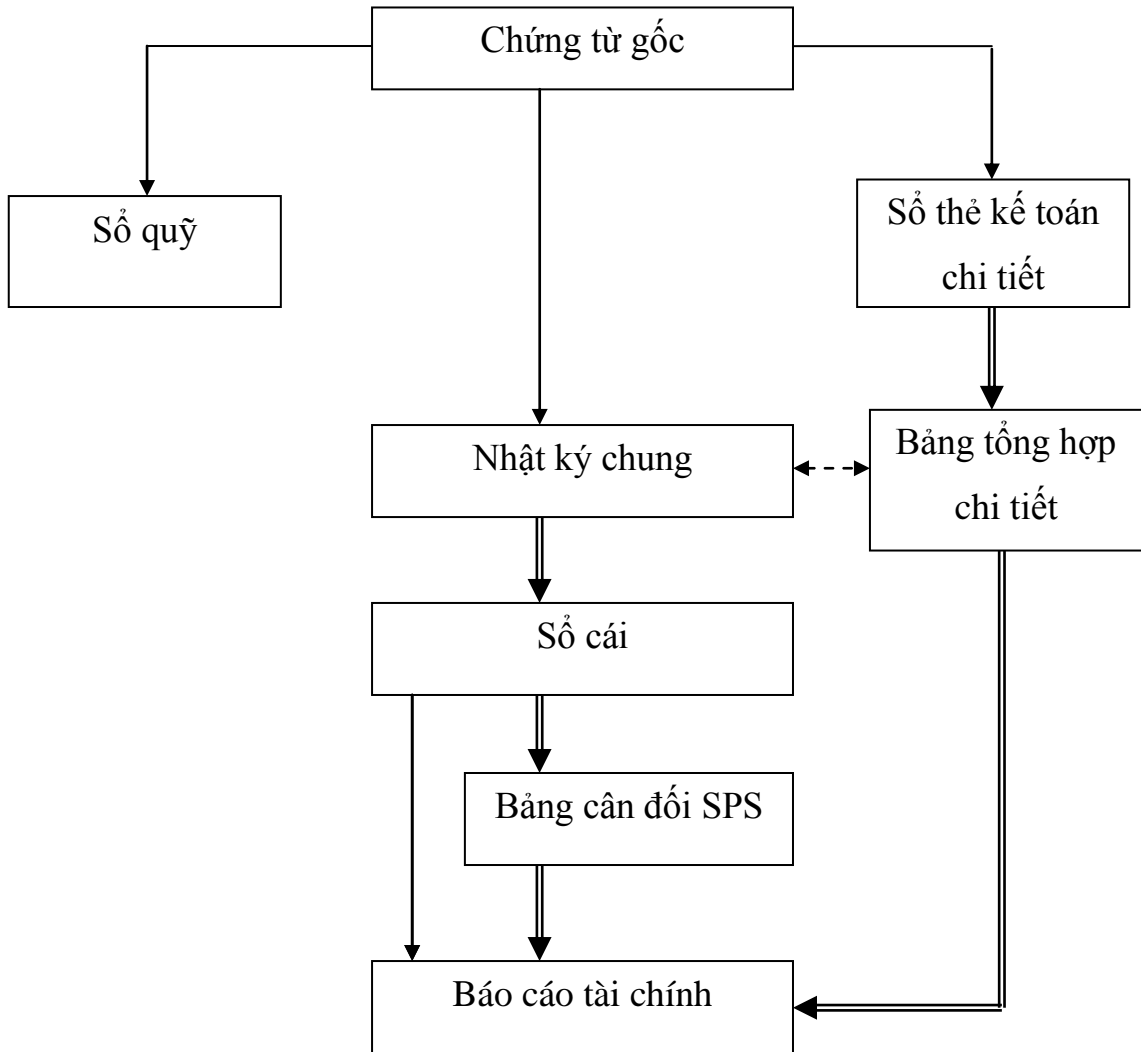 Chứng từ gốc
Sổ quỹ
Sổ thẻ kế toán
chi tiết
Nhật ký chung
Bảng tổng hợp
chi tiết
Sổ cái
Bảng cân đối SPS
Báo cáo tài chính